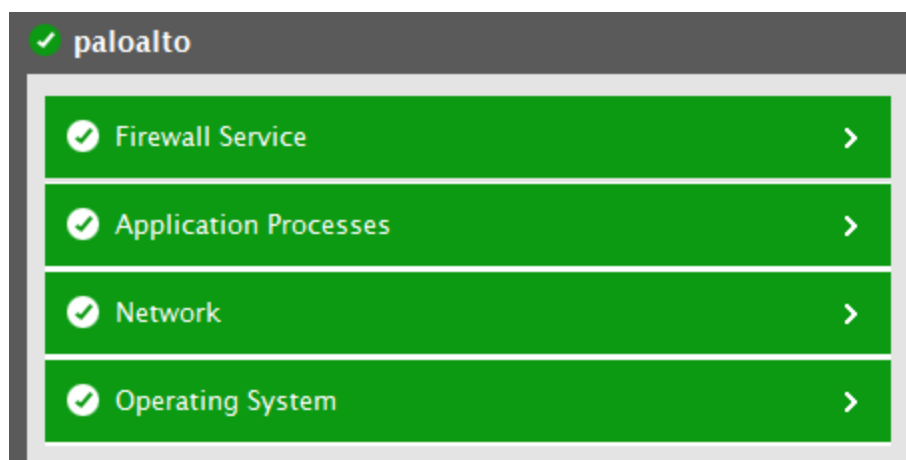 paloalto
Firewall Service
Application Processes
Network
Operating System